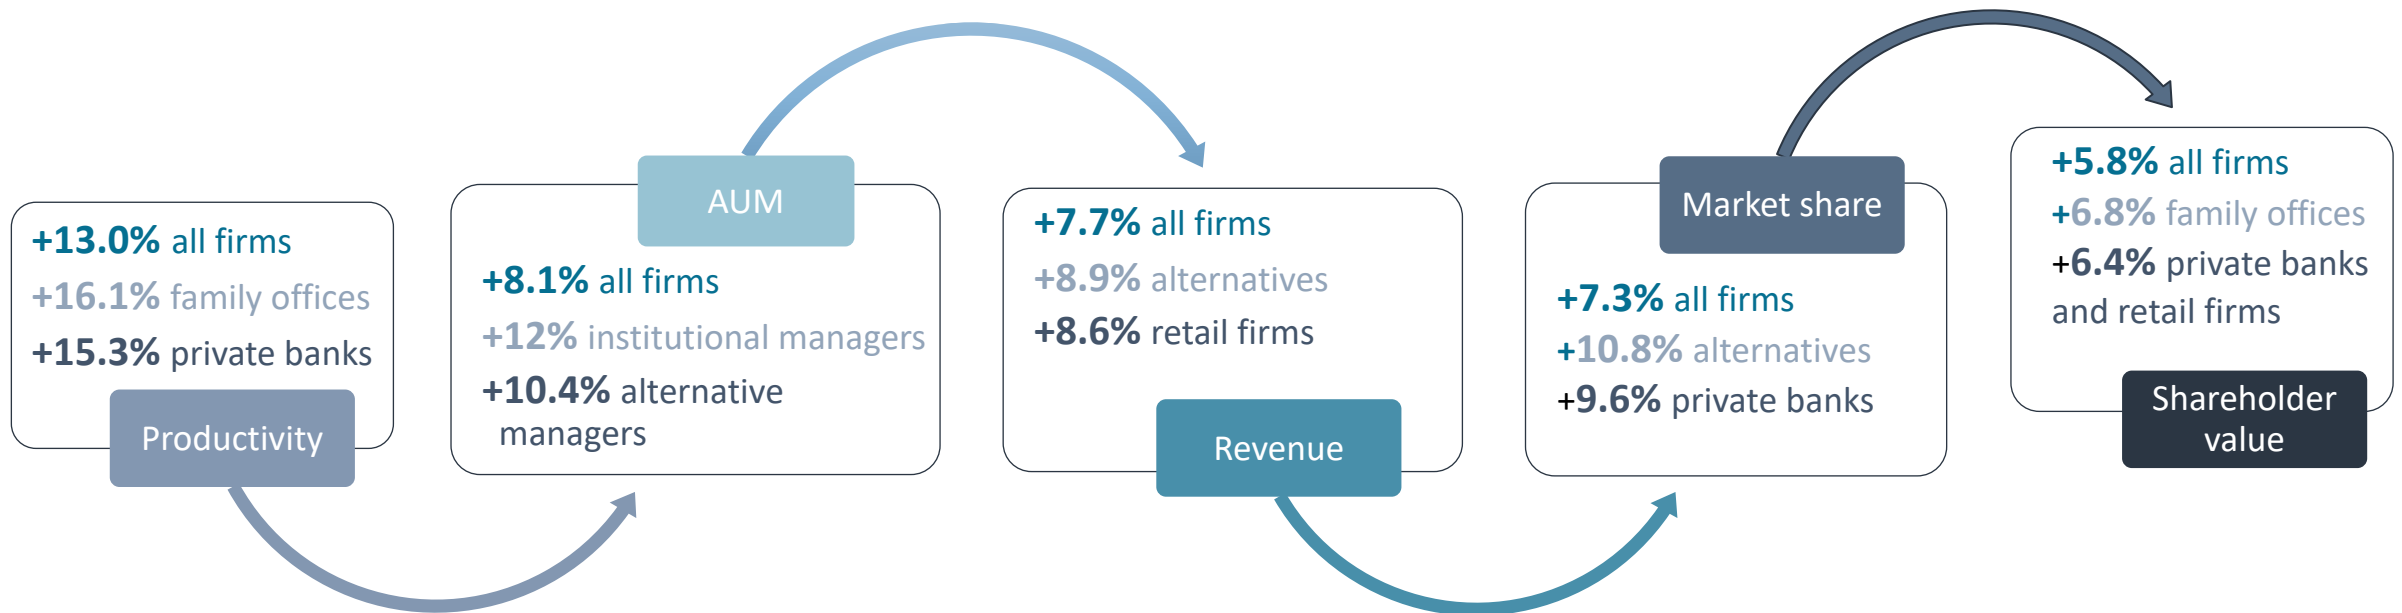 +13.0% all firms
+16.1% family offices
+15.3% private banks
Productivity
AUM
+8.1% all firms
+12% institutional managers
+10.4% alternative
managers
+7.7% all firms
+8.9% alternatives
+8.6% retail firms
Revenue
Market share
+7.3% all firms
+10.8% alternatives
+9.6% private banks
+5.8% all firms
+6.8% family offices
+6.4% private banks
and retail firms
Shareholder
value